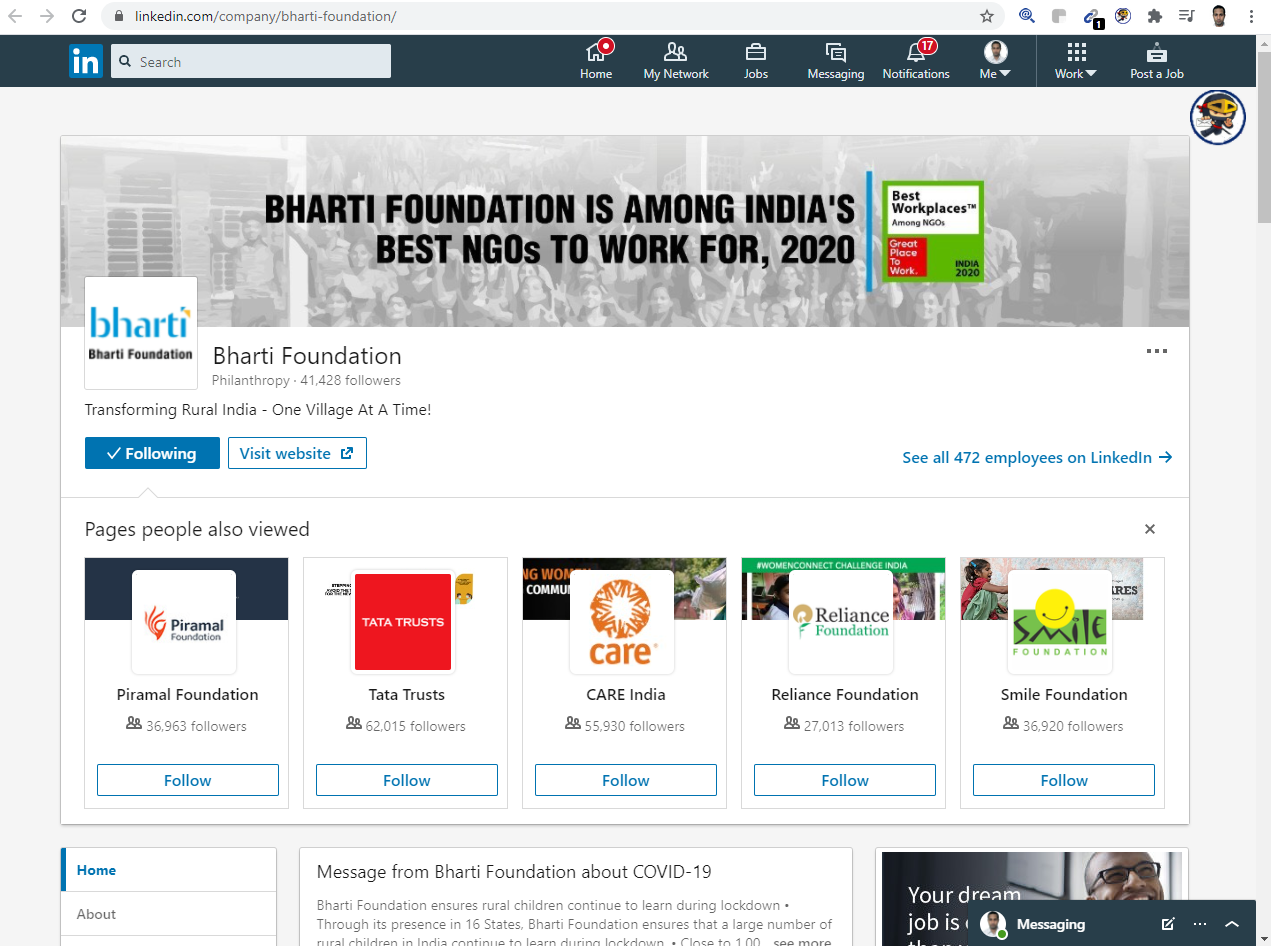 linkedin.com/company/bharti-foundation/
1
in
Search
Home
My Network
Jobs
Messaging
17
Notifications
Me
Work
Post a Job
BHARTI FOUNDATION IS AMONG INDIA'S
BEST NGOs TO WORK FOR, 2020
Best
Workplaces™
Among NGOs
Great
Place
To
Work.
INDIA
2020
bharti
Bharti Foundation
Bharti Foundation
Philanthropy · 41,428 followers
Transforming Rural India - One Village At A Time!
Following
Visit website
See all 472 employees on LinkedIn
Pages people also viewed
Piramal
Foundation
Piramal Foundation
36,963 followers
Follow
TATA TRUSTS
Tata Trusts
62,015 followers
Follow
NG WOM
COMMU
care
CARE India
55,930 followers
Follow
#WOMENCONNECT CHALLENGE INDIA
Reliance
Foundation
Reliance Foundation
27,013 followers
Follow
ARES
SMILE
FOUNDATION
Smile Foundation
36,920 followers
Follow
Home
About
Message from Bharti Foundation about COVID-19
Bharti Foundation ensures rural children continue to learn during lockdown •
Through its presence in 16 States, Bharti Foundation ensures that a large number of
rural children in India continue to learn during lockdown. • Close to 1,00... see more
Your dream
job is
Messaging